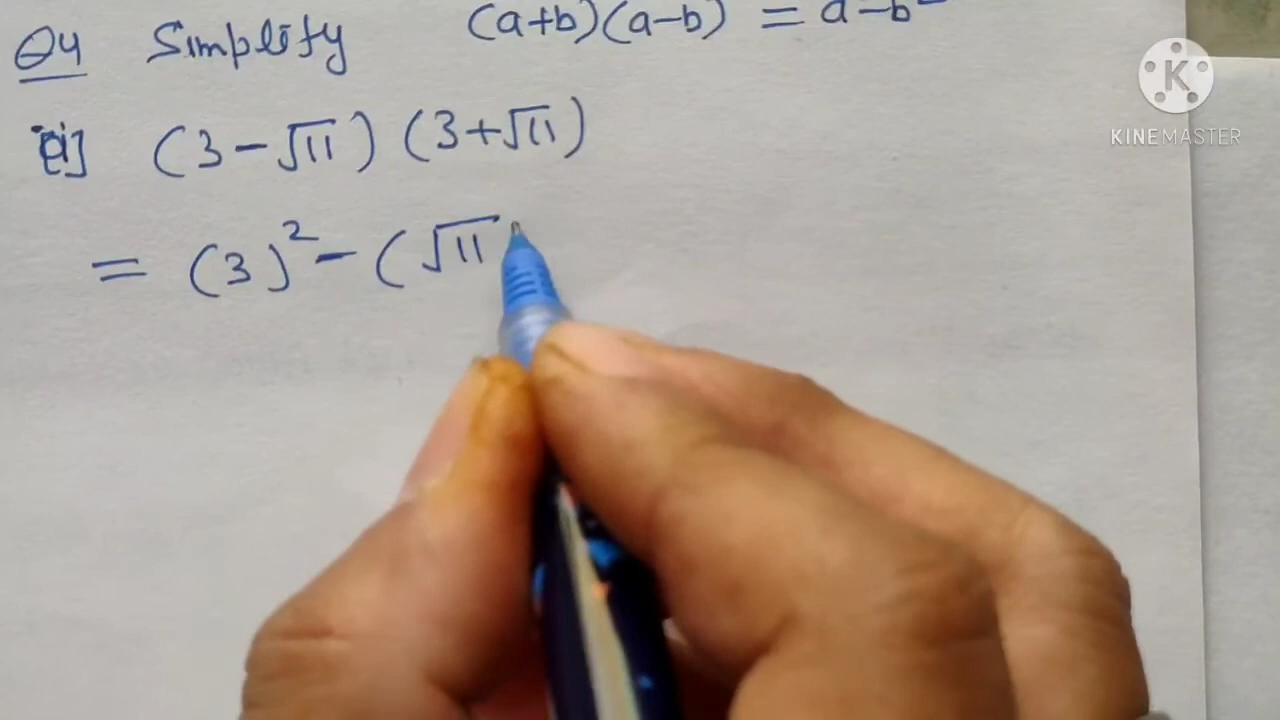 Q4 Simplify (a+b)(a-b) = a-b
[i] (3-√11) (3+√11)
= (3)² - (√11
K
KINEMASTER